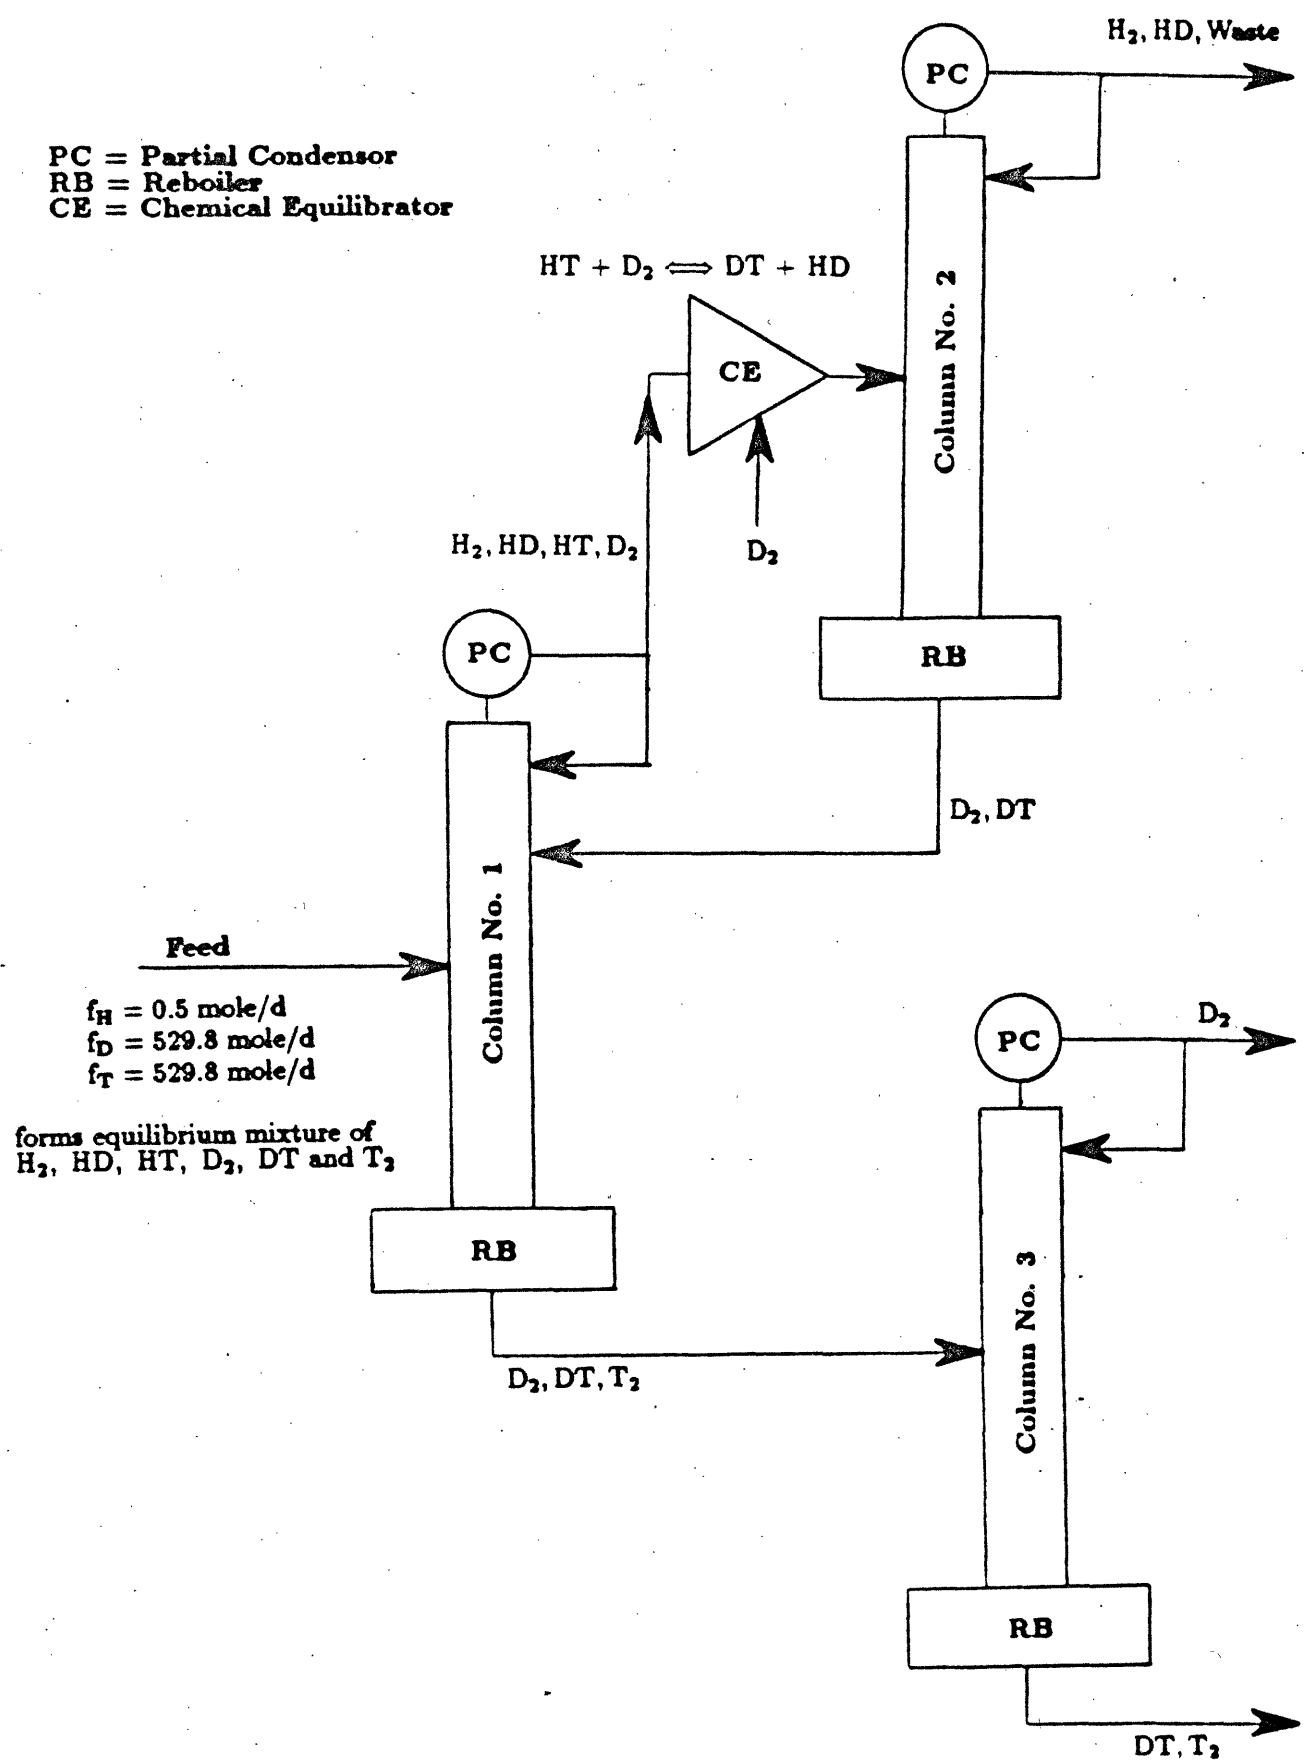 H₂, HD, Waste
PC
PC = Partial Condensor
RB = Reboiler
CE = Chemical Equilibrator
HT + D₂ ⟺ DT + HD
Column No. 2
CE
H₂, HD, HT, D₂
D₂
PC
RB
D₂, DT
Column No. 1
Feed
f_H = 0.5 mole/d
f_D = 529.8 mole/d
f_T = 529.8 mole/d
PC
D₂
forms equilibrium mixture of
H₂, HD, HT, D₂, DT and T₂
RB
Column No. 3
D₂, DT, T₂
RB
DT, T₂